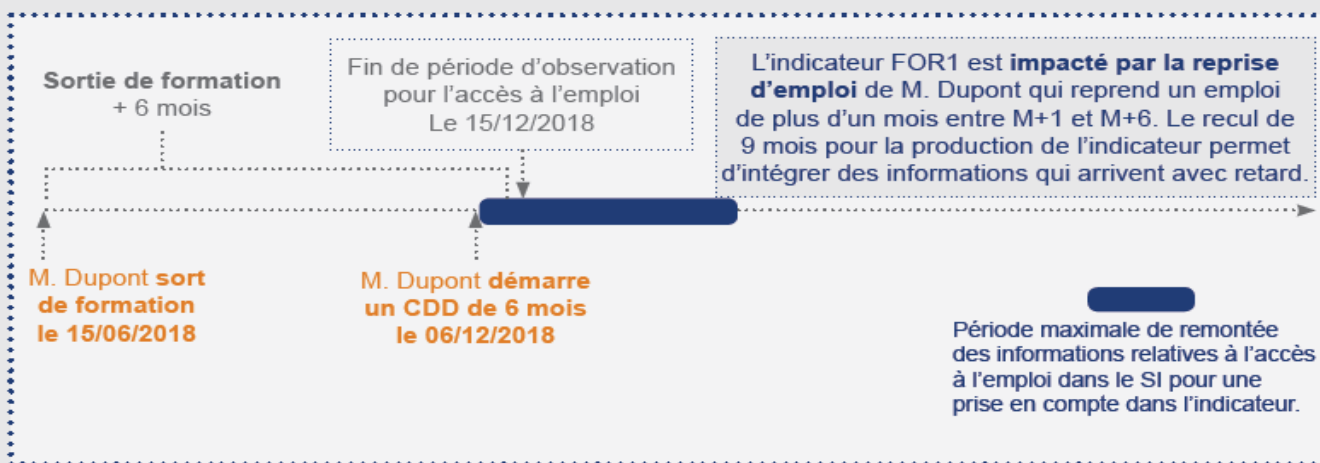 Sortie de formation
+ 6 mois
Fin de période d'observation
pour l'accès à l'emploi
Le 15/12/2018
L'indicateur FOR1 est impacté par la reprise
d'emploi de M. Dupont qui reprend un emploi
de plus d'un mois entre M+1 et M+6. Le recul de
9 mois pour la production de l'indicateur permet
d'intégrer des informations qui arrivent avec retard.
M. Dupont sort
de formation
le 15/06/2018
M. Dupont démarre
un CDD de 6 mois
le 06/12/2018
Période maximale de remontée
des informations relatives à l'accès
à l'emploi dans le SI pour une
prise en compte dans l'indicateur.